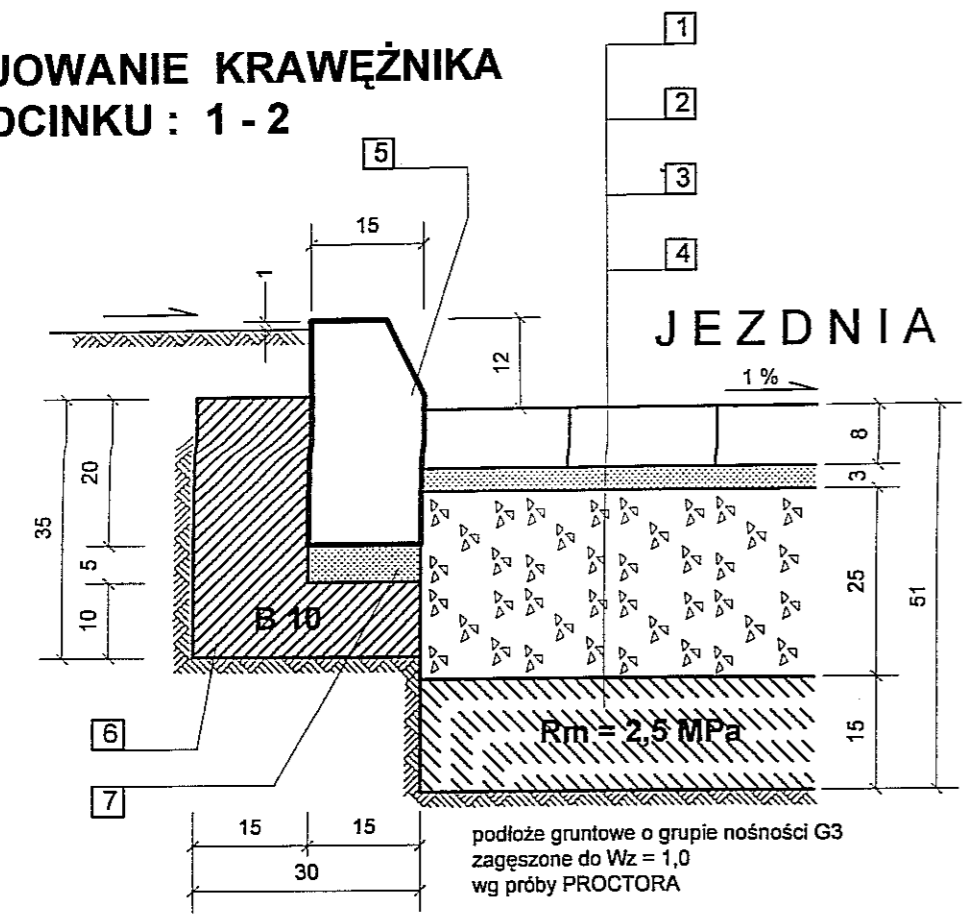 JOWANIE KRAWĘŻNIKA
DCINKU : 1 - 2
1
2
3
4
5
15
1
12
JEZDNIA
1 %
8
3
25
15
51
35
20
5
10
B 10
Rm = 2,5 MPa
6
7
15
15
30
podłoże gruntowe o grupie nośności G3
zagęszone do Wz = 1,0
wg próby PROCTORA